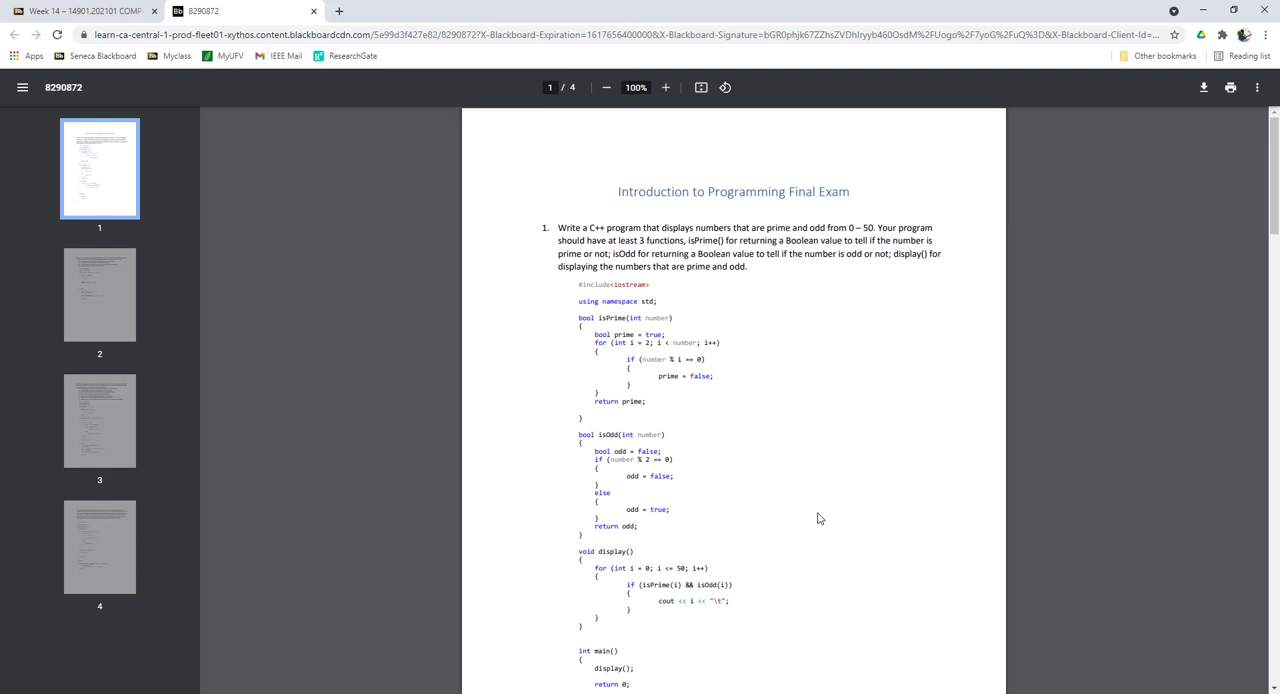 Week 14 – 14901.202101 COMP
8290872
learn-ca-central-1-prod-fleet01-xythos.content.blackboardcdn.com/5e99d3f427e82/8290872?X-Blackboard-Expiration=1617656400000&X-Blackboard-Signature=bGR0phjk67ZZhsZVDhIryyb460OsdM%2FUogo%2F7yoG%2FuQ%3D&X-Blackboard-Client-Id=...
Apps
Seneca Blackboard
Myclass
MyUFV
IEEE Mail
ResearchGate
Other bookmarks
Reading list
8290872
1 / 4
100%
1
2
3
4
Introduction to Programming Final Exam
1. Write a C++ program that displays numbers that are prime and odd from 0 – 50. Your program
should have at least 3 functions, isPrime() for returning a Boolean value to tell if the number is
prime or not; isOdd for returning a Boolean value to tell if the number is odd or not; display() for
displaying the numbers that are prime and odd.
#include<iostream>
using namespace std;
bool isPrime(int number)
{
bool prime = true;
for (int i = 2; i < number; i++)
{
if (number % i == 0)
{
prime = false;
}
}
return prime;
}
bool isOdd(int number)
{
bool odd = false;
if (number % 2 == 0)
{
odd = false;
}
else
{
odd = true;
}
return odd;
}
void display()
{
for (int i = 0; i <= 50; i++)
{
if (isPrime(i) && isOdd(i))
{
cout << i << "\t";
}
}
}
int main()
{
display();
return 0;